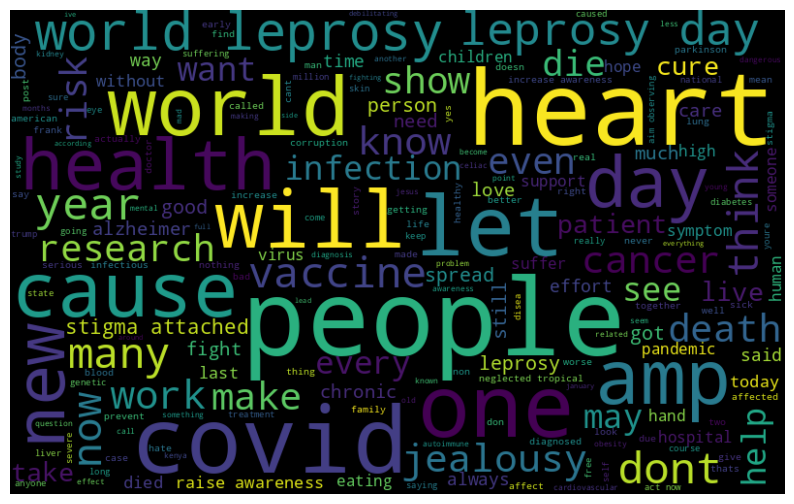 ive early find less debilitating caused
world leprosy leprosy day
body kidney suffering man another parkinson dangerous
way time children die hope cure
risk post without want show increase awareness national mean
american months million fighting skin person called yes care lung
world heart
frank sure eye making side need cant aim observing stigma
according mad corruption know become real much high someone
health study actually doctor infection even celiac point
say mental increase jesus story love support right young
year good getting healthy better let day think diabetes
trump going full come life keep really never youre
research alzheimer diagnosis made will patient symptom everything
serious infectious nothing virus
cause state had problem vaccine spread suffer cancer human
awareness lead disea effort see live
new stigma attached people still related together well sick
many fight seem got death
blood last every leprosy worse pandemic said
genetic thing known non neglected tropical january amp today
now prevent work make chronic one may hand affected
question something treatment family old don two
severe call covid autoimmune diagnosed due hospital help
liver case hate jealousy look obesity dont give
take long kenya always saying free self course thats
anyone effect died raise awareness eating affect cardiovascular act now